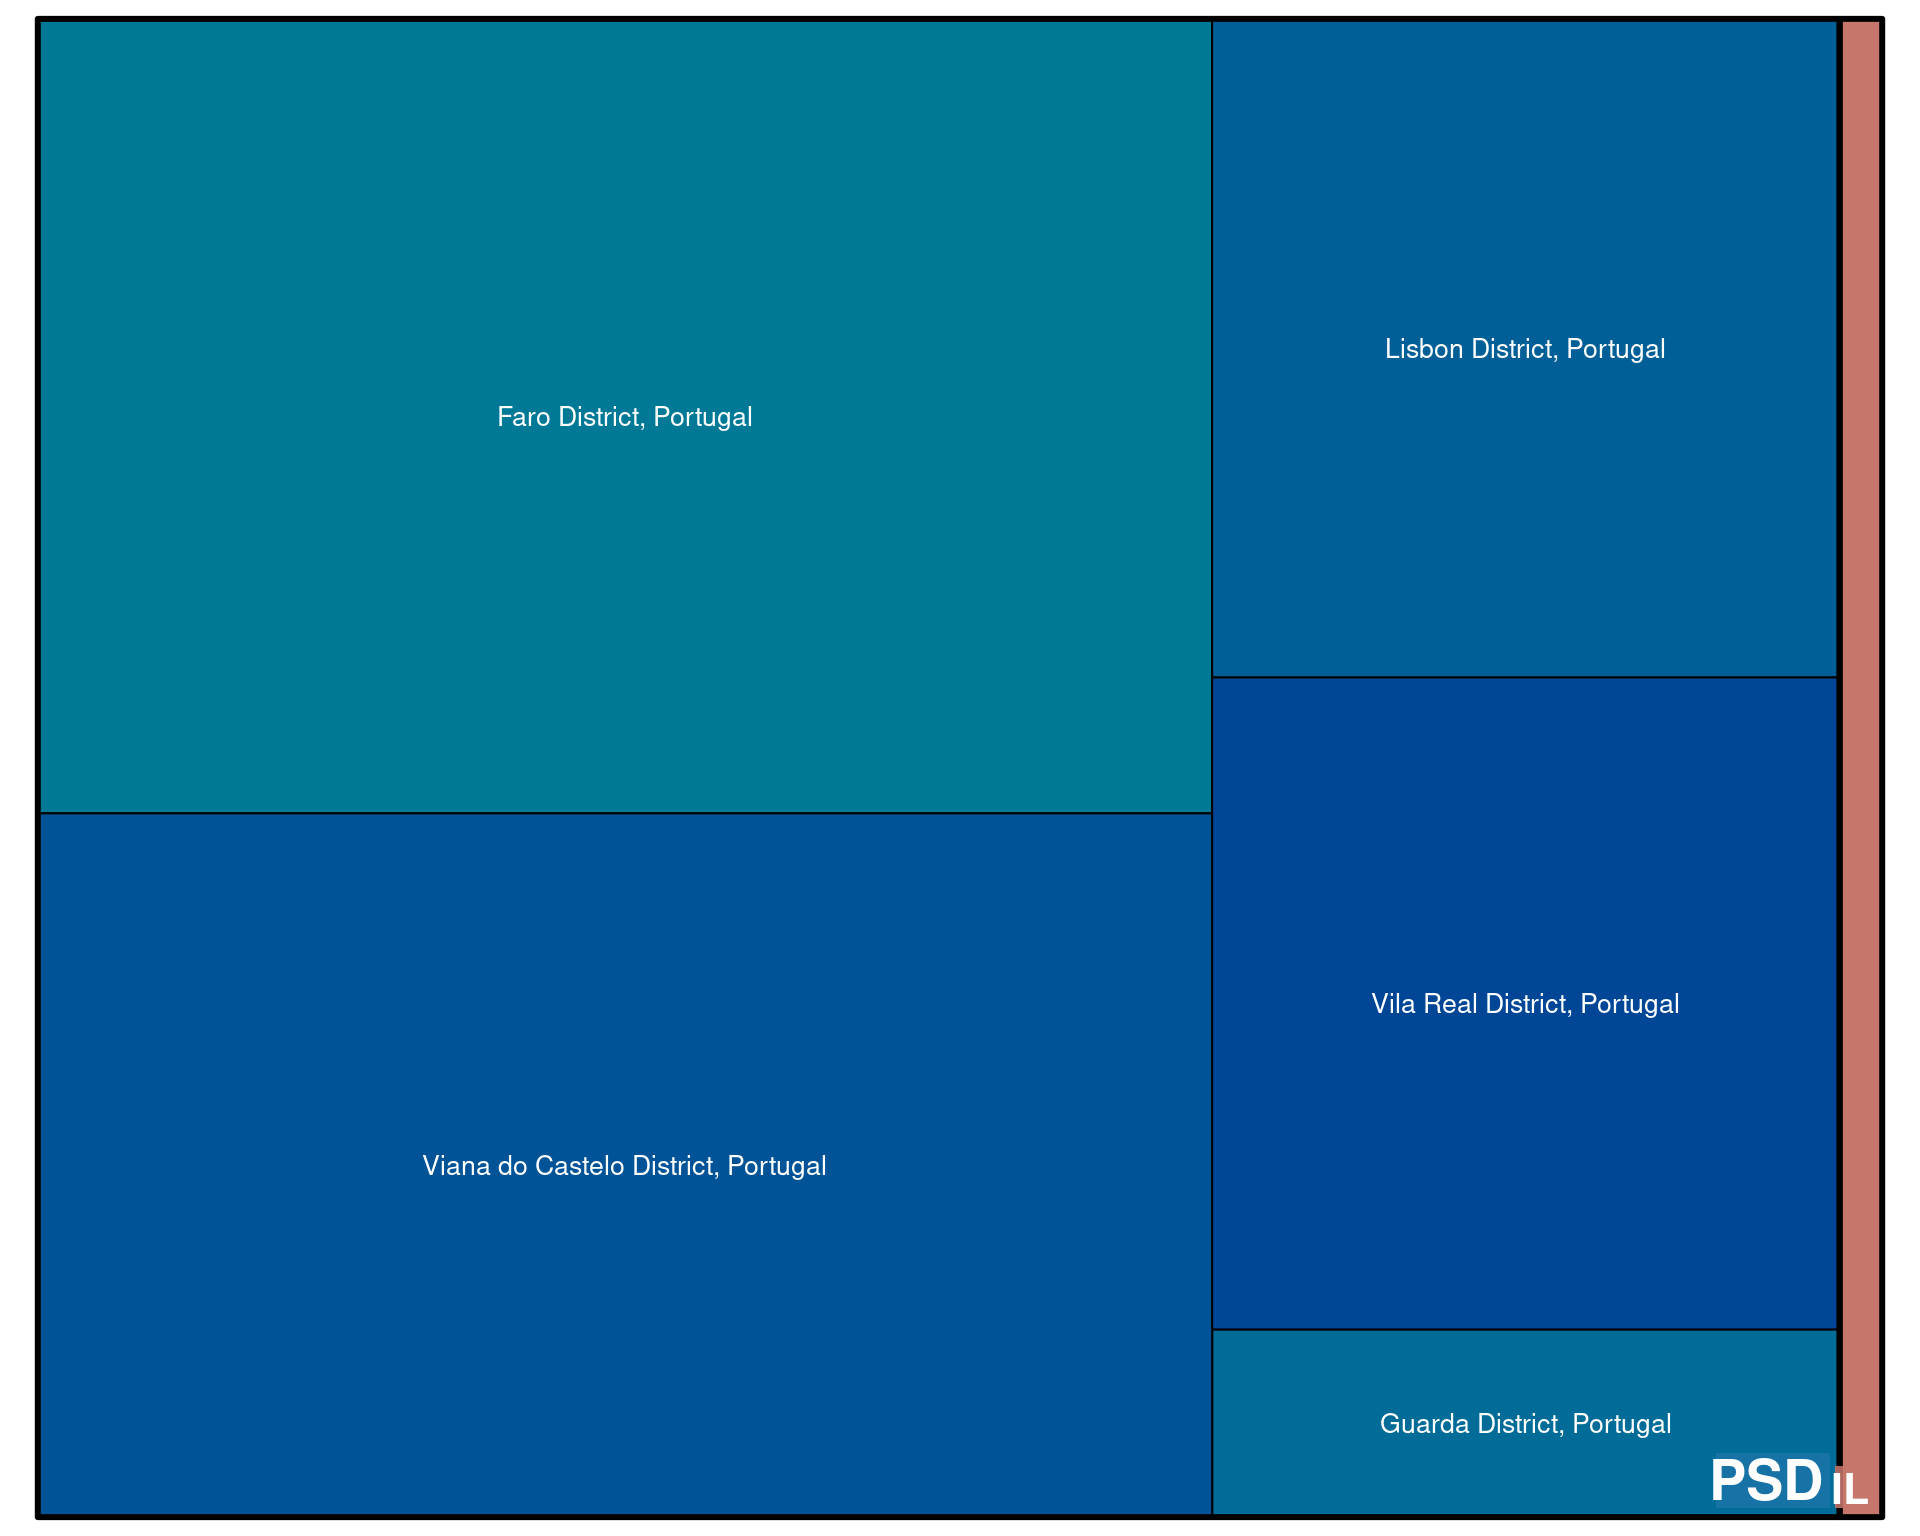 Faro District, Portugal
Lisbon District, Portugal
Vila Real District, Portugal
Viana do Castelo District, Portugal
Guarda District, Portugal
PSD
IL